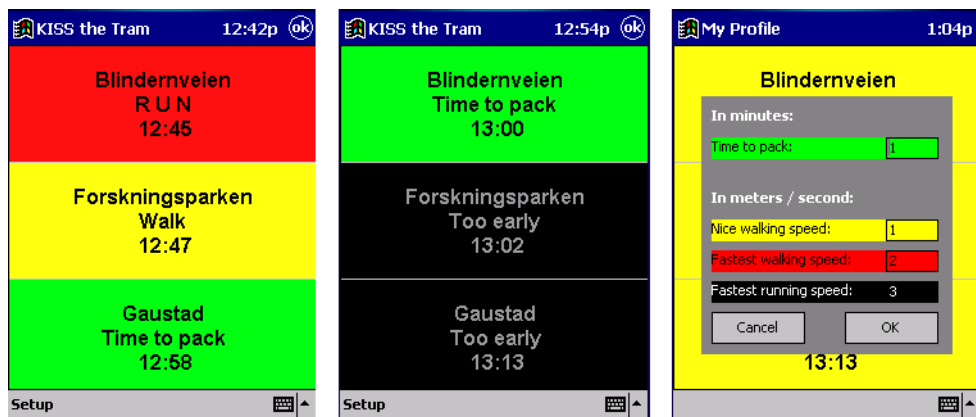 KISS the Tram 12:42p ok
Blindernveien
R U N
12:45
Forskningsparken
Walk
12:47
Gaustad
Time to pack
12:58
Setup
KISS the Tram 12:54p ok
Blindernveien
Time to pack
13:00
Forskningsparken
Too early
13:02
Gaustad
Too early
13:13
Setup
My Profile 1:04p
Blindernveien
In minutes:
Time to pack: 1
In meters / second:
Nice walking speed: 1
Fastest walking speed: 2
Fastest running speed: 3
Cancel OK
13:13